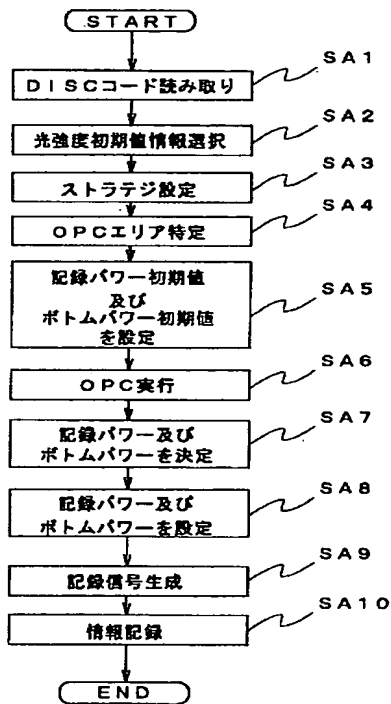 START
SA1
DISCコード読み取り
SA2
光強度初期値情報選択
SA3
ストラテジ設定
SA4
OPCエリア特定
記録パワー初期値
及び
ボトムパワー初期値
を設定
SA5
SA6
OPC実行
SA7
記録パワー及び
ボトムパワーを決定
SA8
記録パワー及び
ボトムパワーを設定
SA9
記録信号生成
SA10
情報記録
END